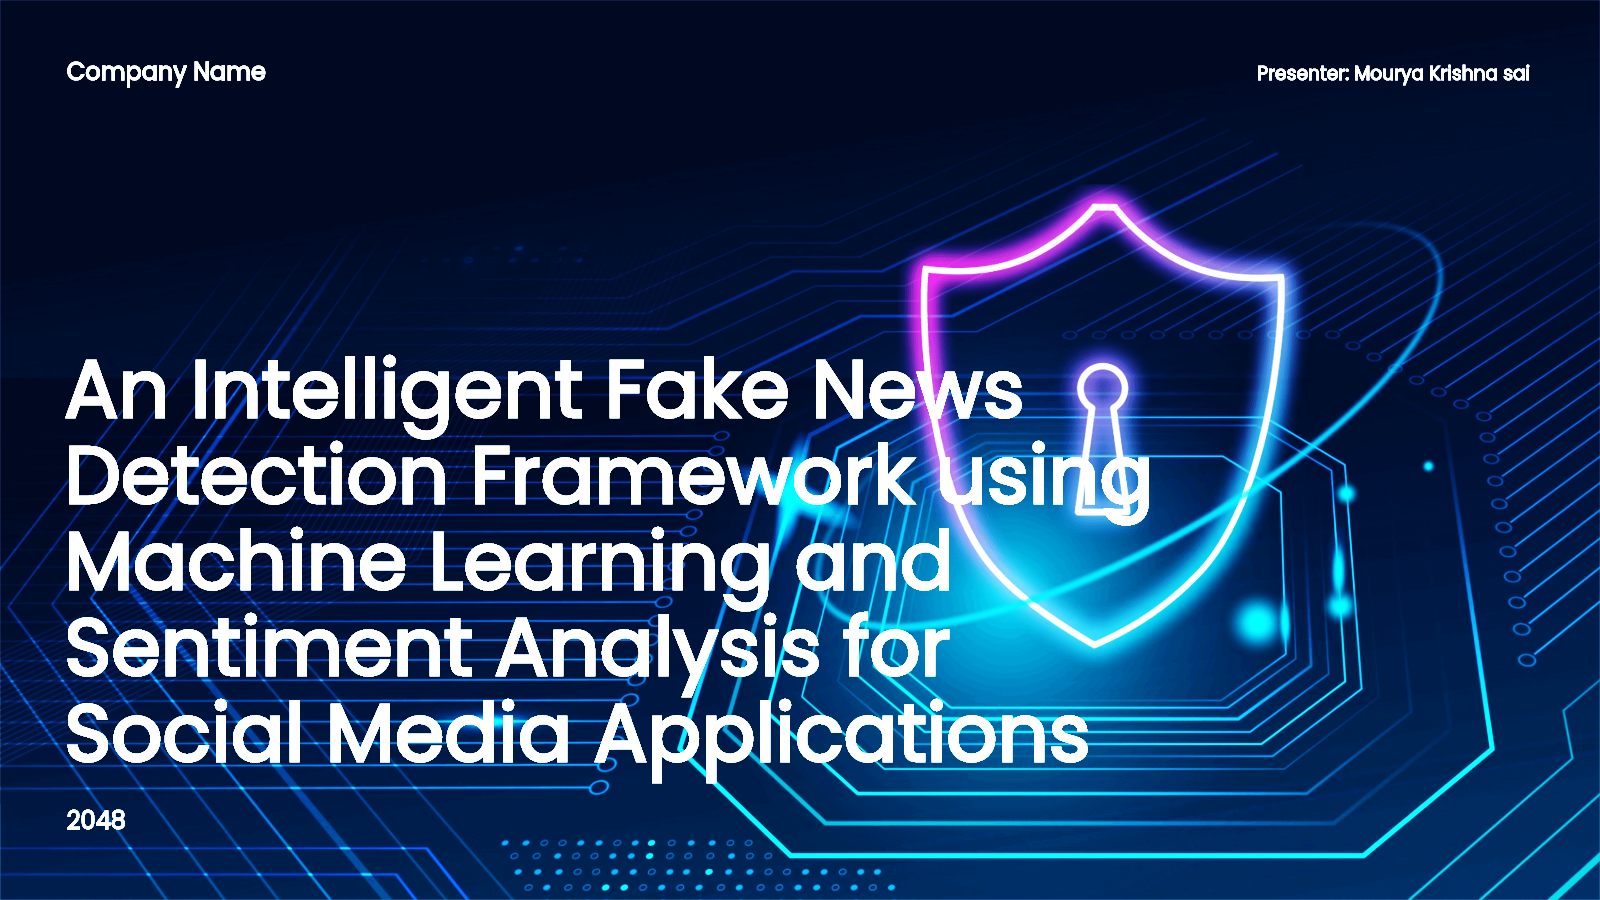 Company Name
Presenter: Mourya Krishna sai
An Intelligent Fake News
Detection Framework using
Machine Learning and
Sentiment Analysis for
Social Media Applications
2048